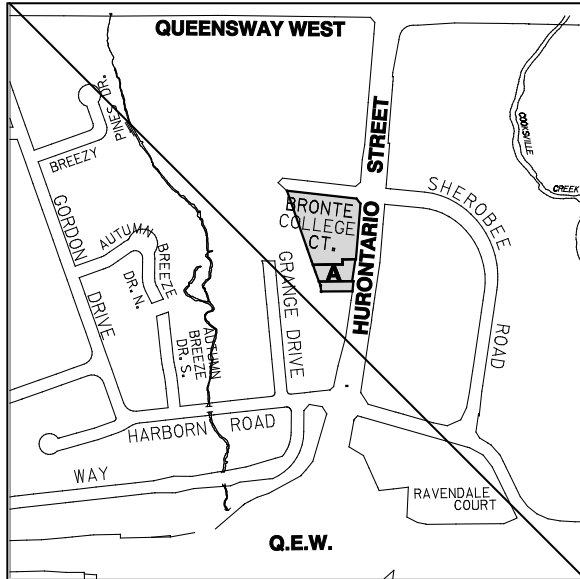 QUEENSWAY WEST
PINES DR.
BREEZY
COOKSVILLE
CREEK
HURONTARIO STREET
SHEROBEE
ROAD
BRONTE
COLLEGE
CT.
A
GORDON
DRIVE
AUTUMN
BREEZE
DR. N.
GRANGE DRIVE
AUTUMN
BREEZE
DR. S.
HARBORN ROAD
WAY
RAVENDALE
COURT
Q.E.W.